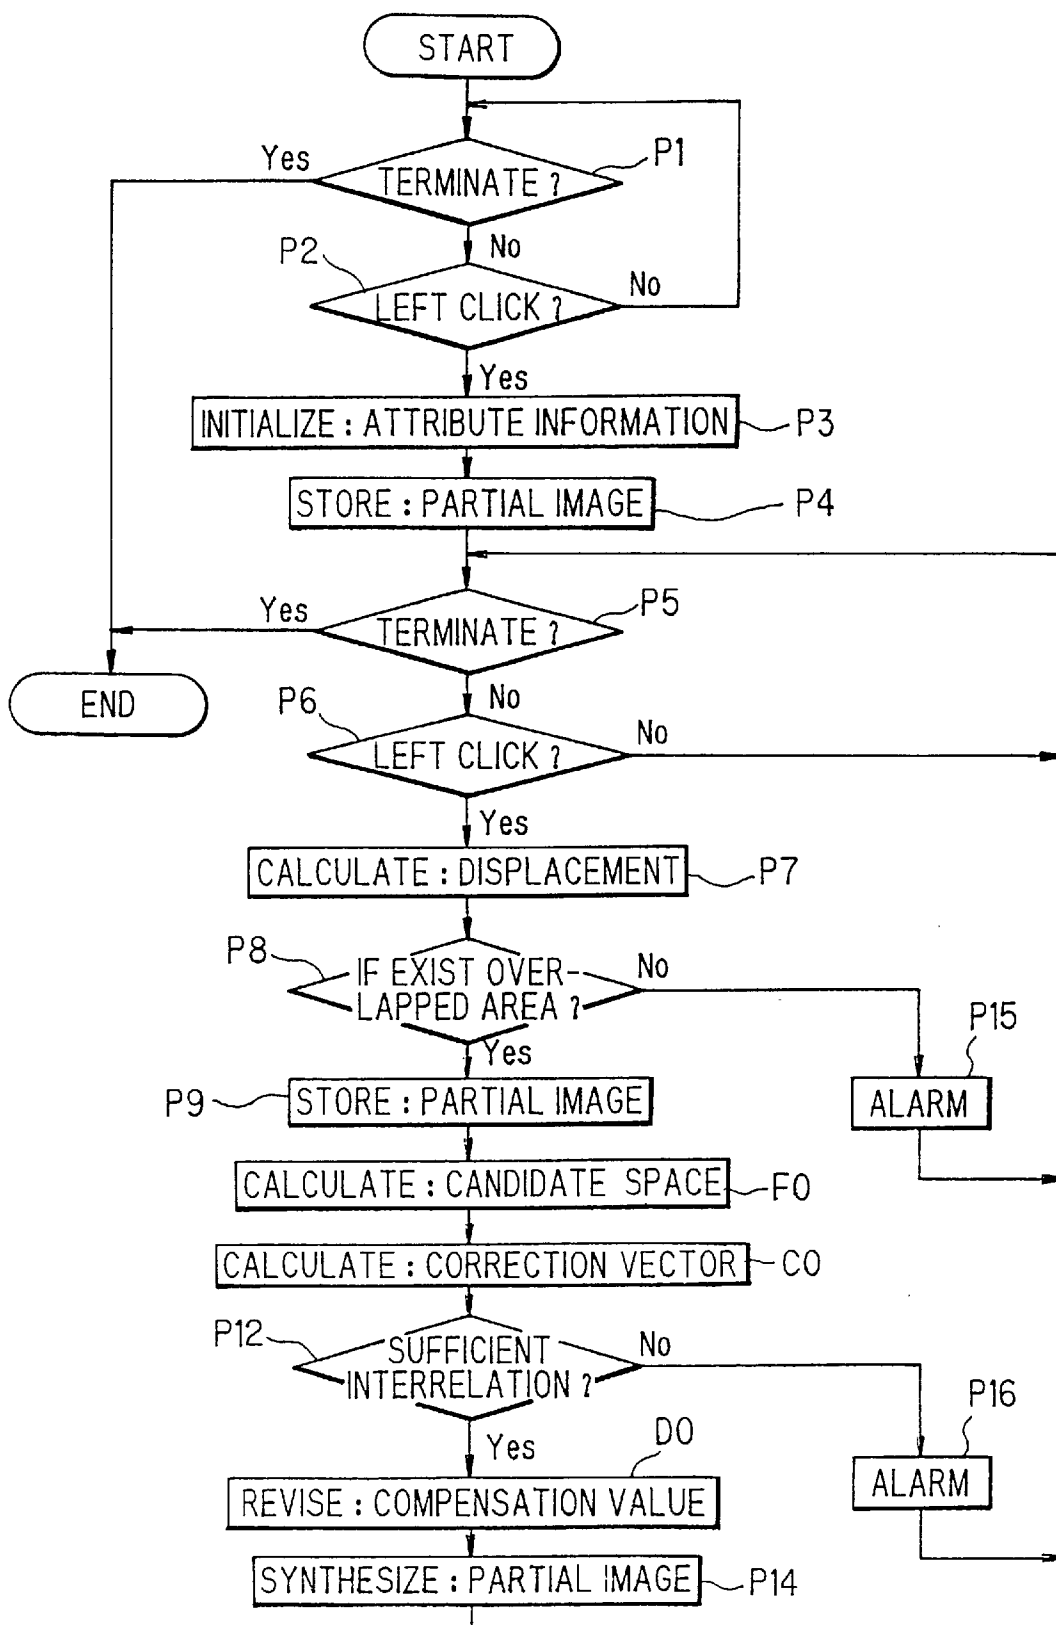 START
P1
Yes
TERMINATE ?
No
P2
LEFT CLICK ?
No
Yes
INITIALIZE : ATTRIBUTE INFORMATION
P3
STORE : PARTIAL IMAGE
P4
P5
Yes
TERMINATE ?
END
No
P6
LEFT CLICK ?
No
Yes
CALCULATE : DISPLACEMENT
P7
P8
IF EXIST OVER-
LAPPED AREA ?
No
Yes
P15
P9
STORE : PARTIAL IMAGE
ALARM
CALCULATE : CANDIDATE SPACE
F0
CALCULATE : CORRECTION VECTOR
C0
P12
SUFFICIENT
INTERRELATION ?
No
P16
Yes
D0
ALARM
REVISE : COMPENSATION VALUE
SYNTHESIZE : PARTIAL IMAGE
P14